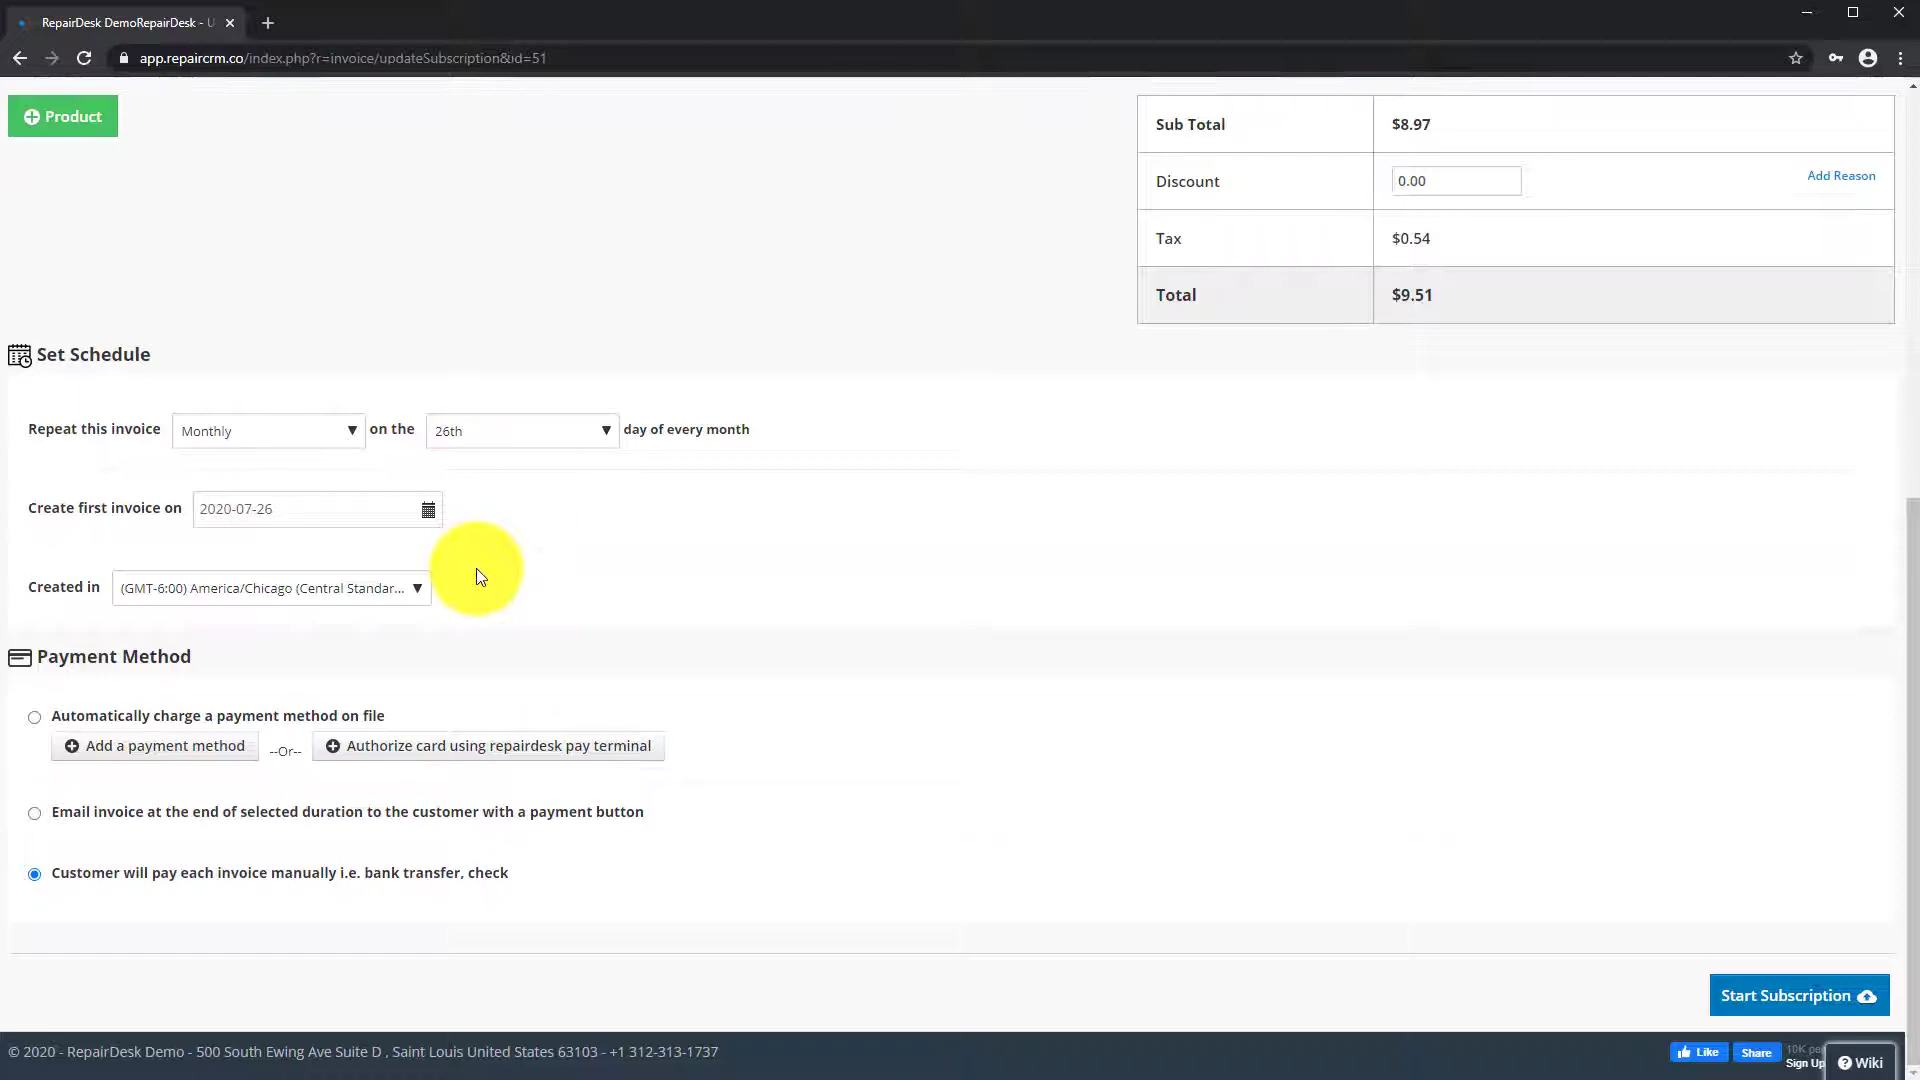 RepairDesk DemoRepairDesk - U
app.repaircrm.co/index.php?r=invoice/updateSubscription&id=51
Product
Sub Total $8.97
Discount 0.00 Add Reason
Tax $0.54
Total $9.51
Set Schedule
Repeat this invoice Monthly on the 26th day of every month
Create first invoice on 2020-07-26
Created in (GMT-6:00) America/Chicago (Central Standar...
Payment Method
Automatically charge a payment method on file
Add a payment method --Or-- Authorize card using repairdesk pay terminal
Email invoice at the end of selected duration to the customer with a payment button
Customer will pay each invoice manually i.e. bank transfer, check
Start Subscription
© 2020 - RepairDesk Demo - 500 South Ewing Ave Suite D , Saint Louis United States 63103 - +1 312-313-1737
Like Share 10K
Sign Up
Wiki